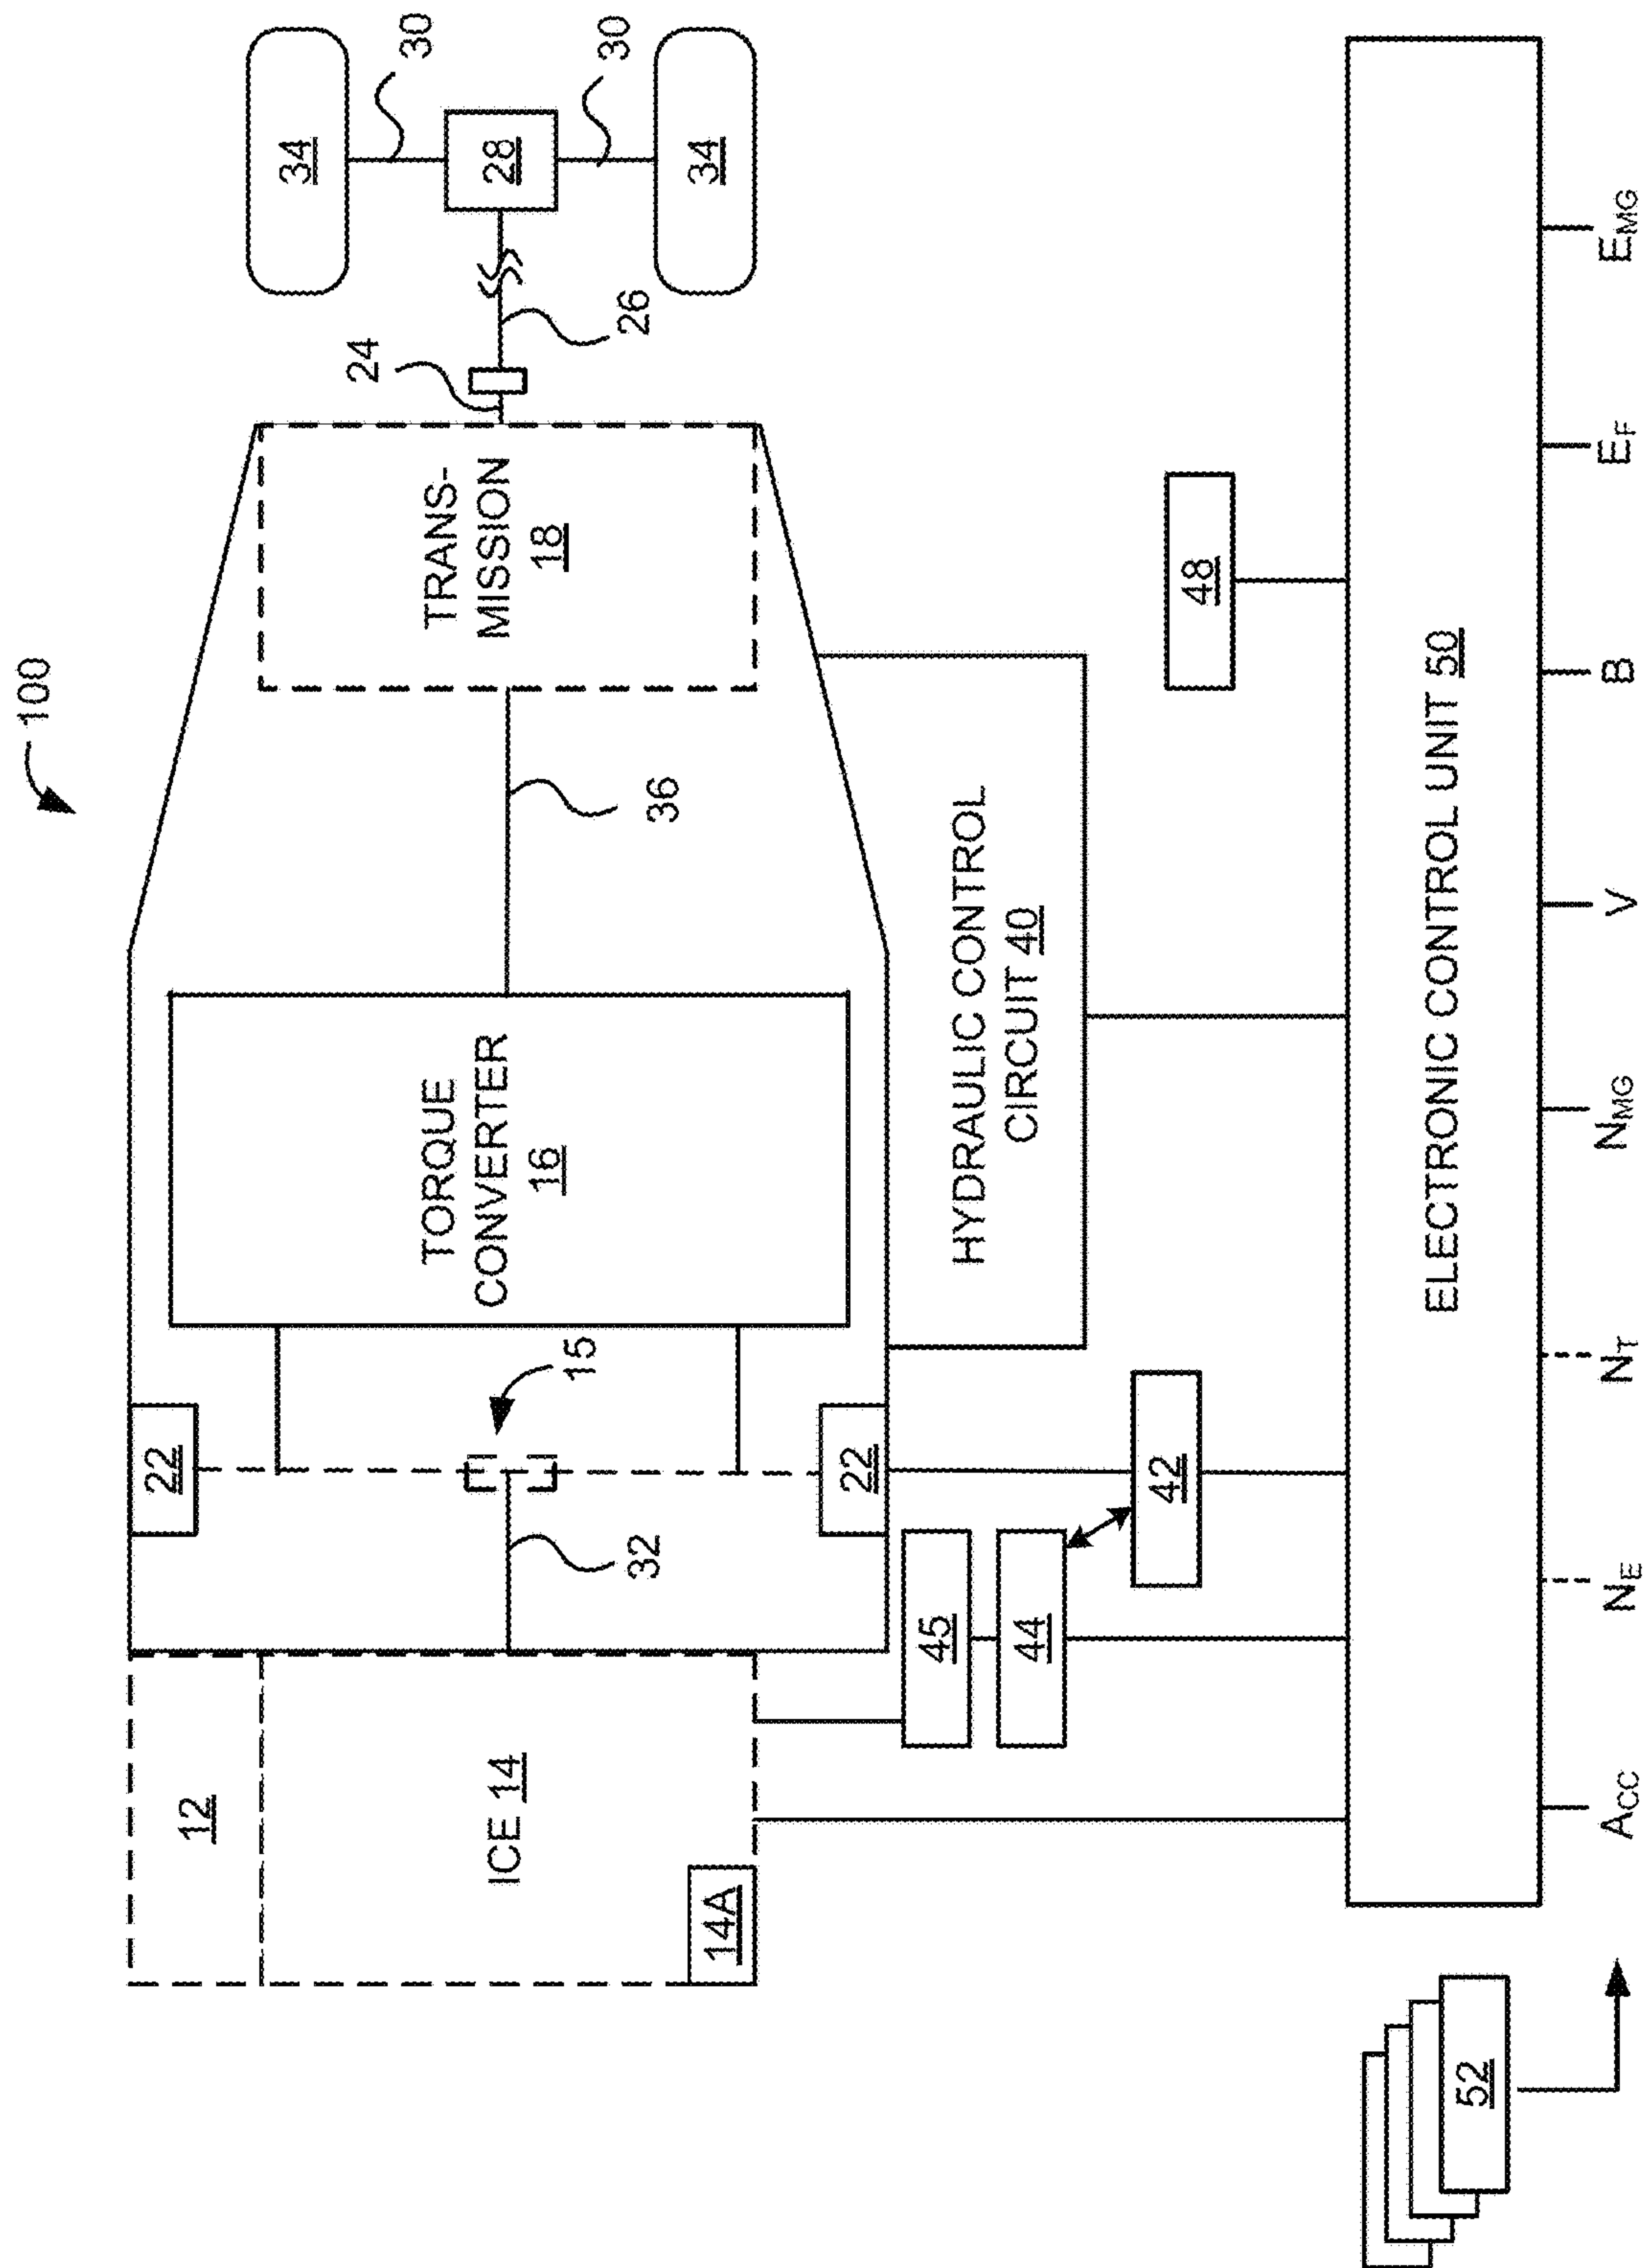 100
12
ICE 14
14A
22
32
15
22
TORQUE
CONVERTER
16
36
TRANS-
MISSION
18
24
26
34
30
28
30
34
HYDRAULIC CONTROL
CIRCUIT 40
45
44
42
48
ELECTRONIC CONTROL UNIT 50
52
ACC
NE
NT
NMG
V
B
EF
EMG